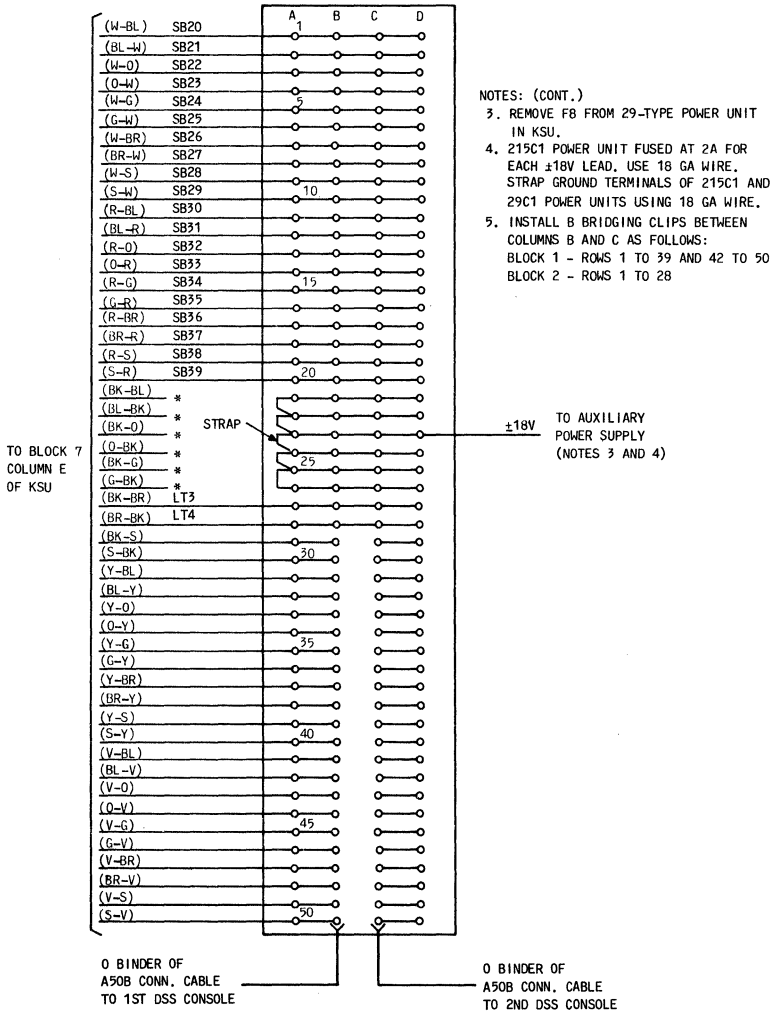 A B C D
(W-BL) SB20 1
(BL-W) SB21
(W-O) SB22
(O-W) SB23
(W-G) SB24 5
(G-W) SB25
(W-BR) SB26
(BR-W) SB27
(W-S) SB28
(S-W) SB29 10
(R-BL) SB30
(BL-R) SB31
(R-O) SB32
(O-R) SB33
(R-G) SB34 15
(G-R) SB35
(R-BR) SB36
(BR-R) SB37
(R-S) SB38
(S-R) SB39 20
(BK-BL) *
(BL-BK) *
(BK-O) *
(O-BK) *
(BK-G) * 25
(G-BK) *
(BK-BR) LT3
(BR-BK) LT4
(BK-S)
(S-BK) 30
(Y-BL)
(BL-Y)
(Y-O)
(O-Y)
(Y-G) 35
(G-Y)
(Y-BR)
(BR-Y)
(Y-S)
(S-Y) 40
(V-BL)
(BL-V)
(V-O)
(O-V)
(V-G) 45
(G-V)
(V-BR)
(BR-V)
(V-S)
(S-V) 50
STRAP
TO BLOCK 7
COLUMN E
OF KSU
±18V
TO AUXILIARY
POWER SUPPLY
(NOTES 3 AND 4)
NOTES: (CONT.)
3. REMOVE F8 FROM 29-TYPE POWER UNIT
IN KSU.
4. 215C1 POWER UNIT FUSED AT 2A FOR
EACH ±18V LEAD. USE 18 GA WIRE.
STRAP GROUND TERMINALS OF 215C1 AND
29C1 POWER UNITS USING 18 GA WIRE.
5. INSTALL B BRIDGING CLIPS BETWEEN
COLUMNS B AND C AS FOLLOWS:
BLOCK 1 - ROWS 1 TO 39 AND 42 TO 50
BLOCK 2 - ROWS 1 TO 28
O BINDER OF
A50B CONN. CABLE
TO 1ST DSS CONSOLE
O BINDER OF
A50B CONN. CABLE
TO 2ND DSS CONSOLE